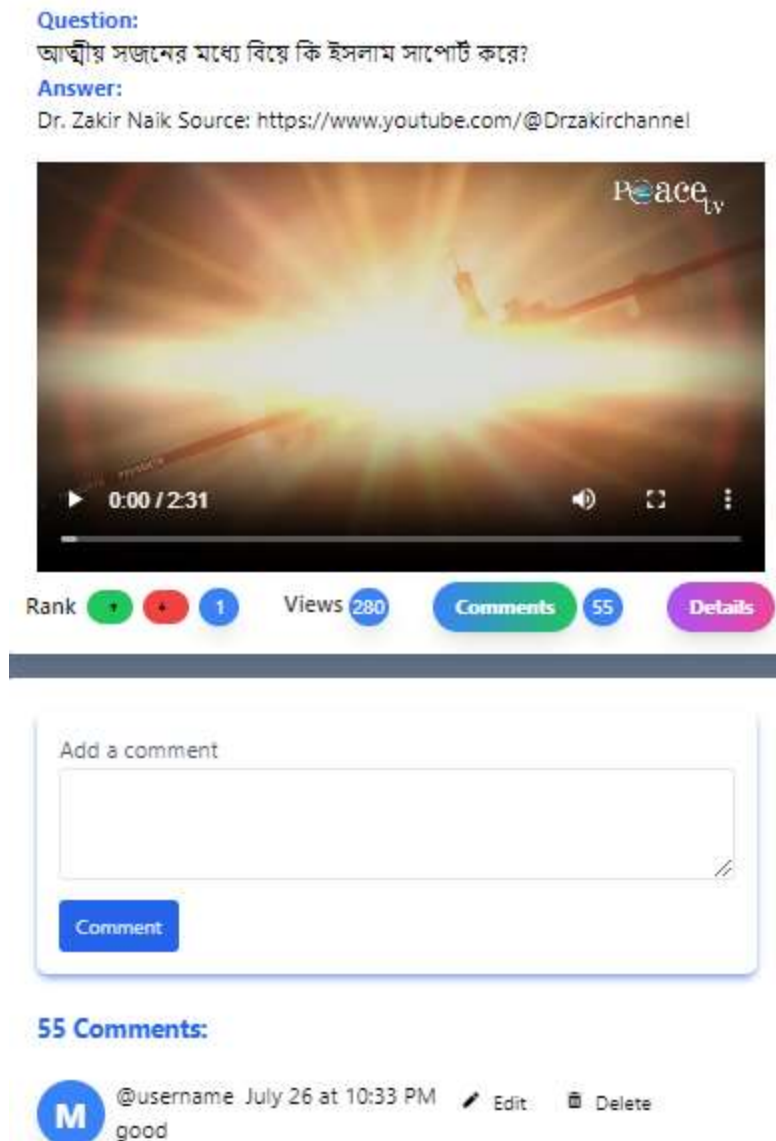 Question:
আত্মীয় সজনের মধ্যে বিয়ে কি ইসলাম সাপোর্ট করে?
Answer:
Dr. Zakir Naik Source: https://www.youtube.com/@Drzakirchannel
Peace tv
0:00 / 2:31
Rank 1 Views 280 Comments 55 Details
Add a comment
Comment
55 Comments:
M @username July 26 at 10:33 PM Edit Delete
good